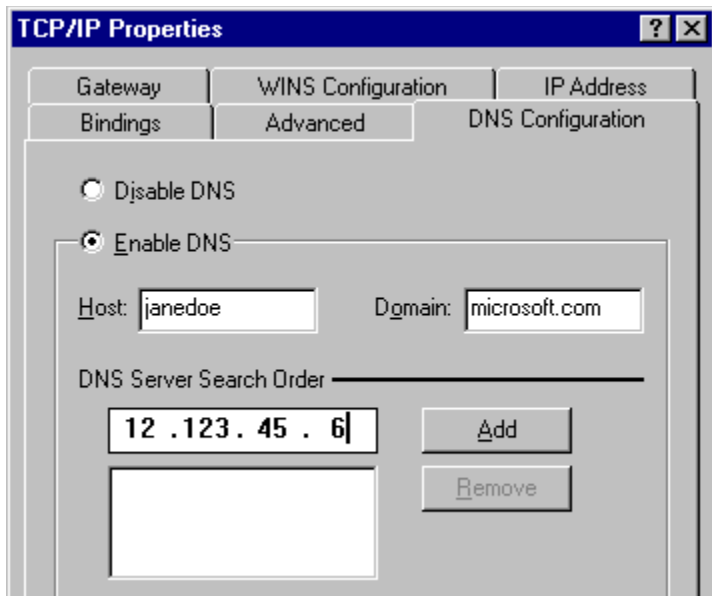 TCP/IP Properties
Gateway WINS Configuration IP Address
Bindings Advanced DNS Configuration
Disable DNS
Enable DNS
Host: janedoe Domain: microsoft.com
DNS Server Search Order
12 .123. 45 . 6 Add
Remove